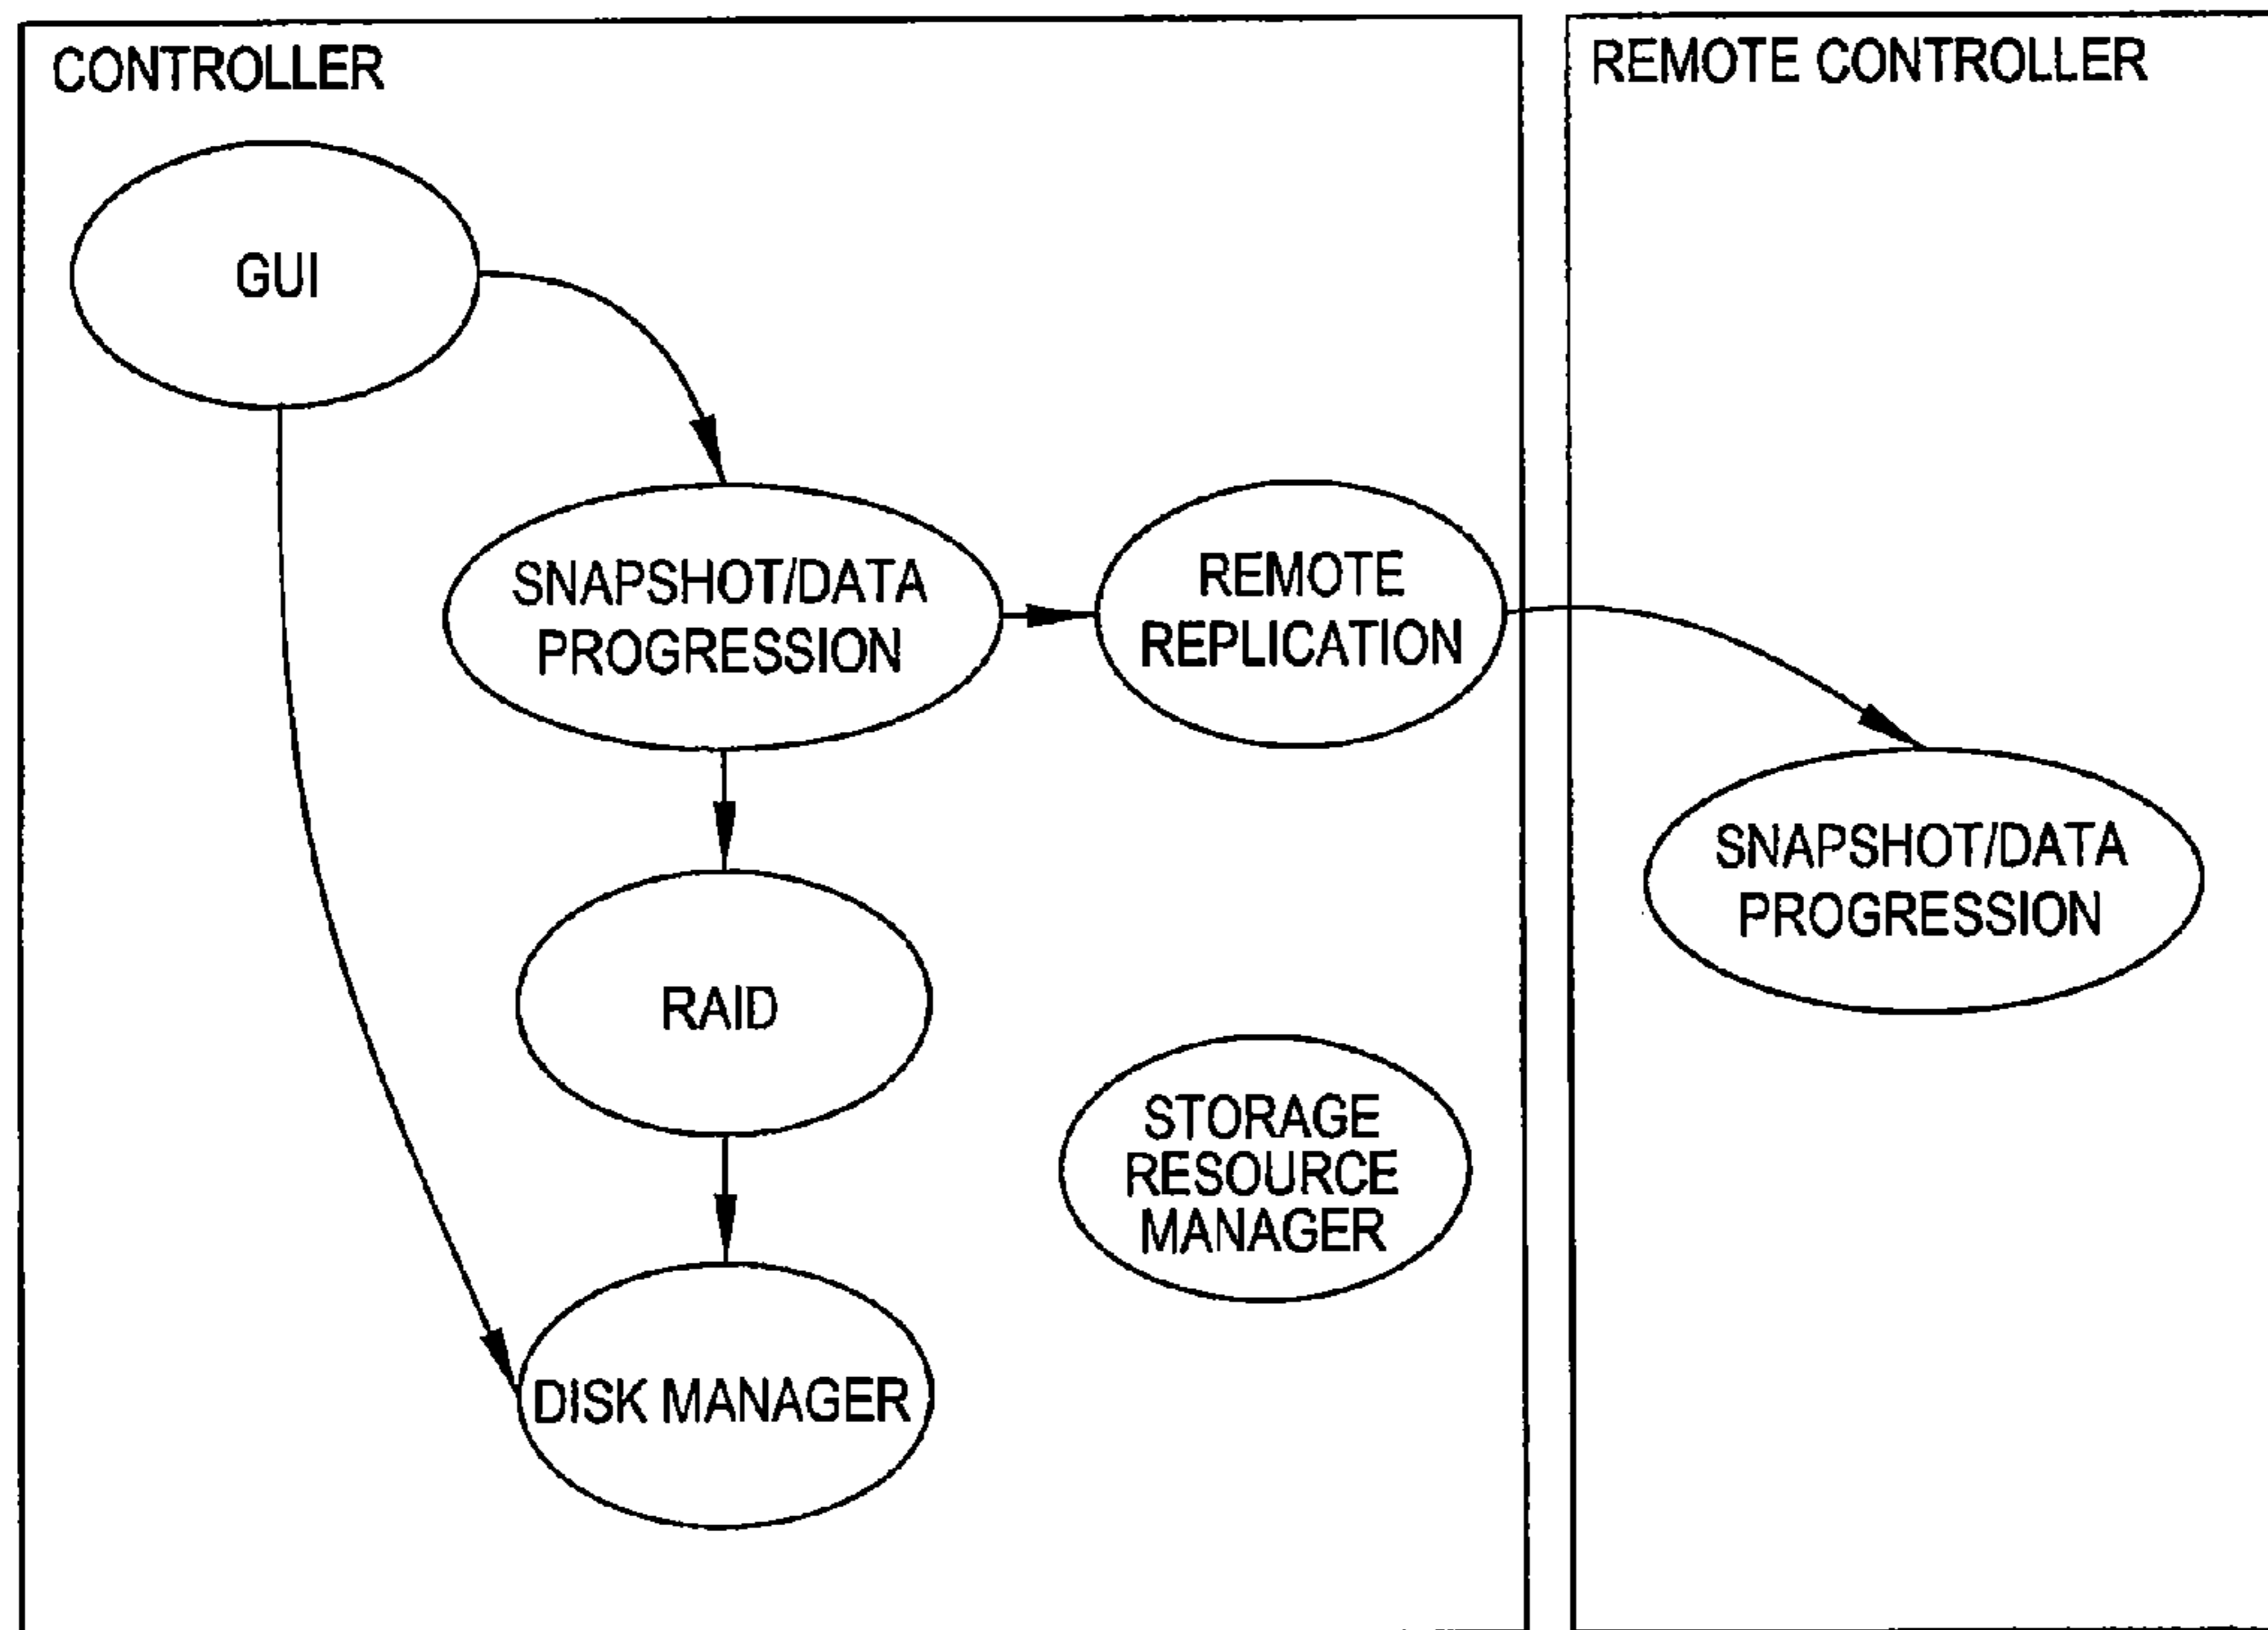 CONTROLLER
REMOTE CONTROLLER
GUI
SNAPSHOT/DATA
PROGRESSION
REMOTE
REPLICATION
SNAPSHOT/DATA
PROGRESSION
RAID
STORAGE
RESOURCE
MANAGER
DISK MANAGER